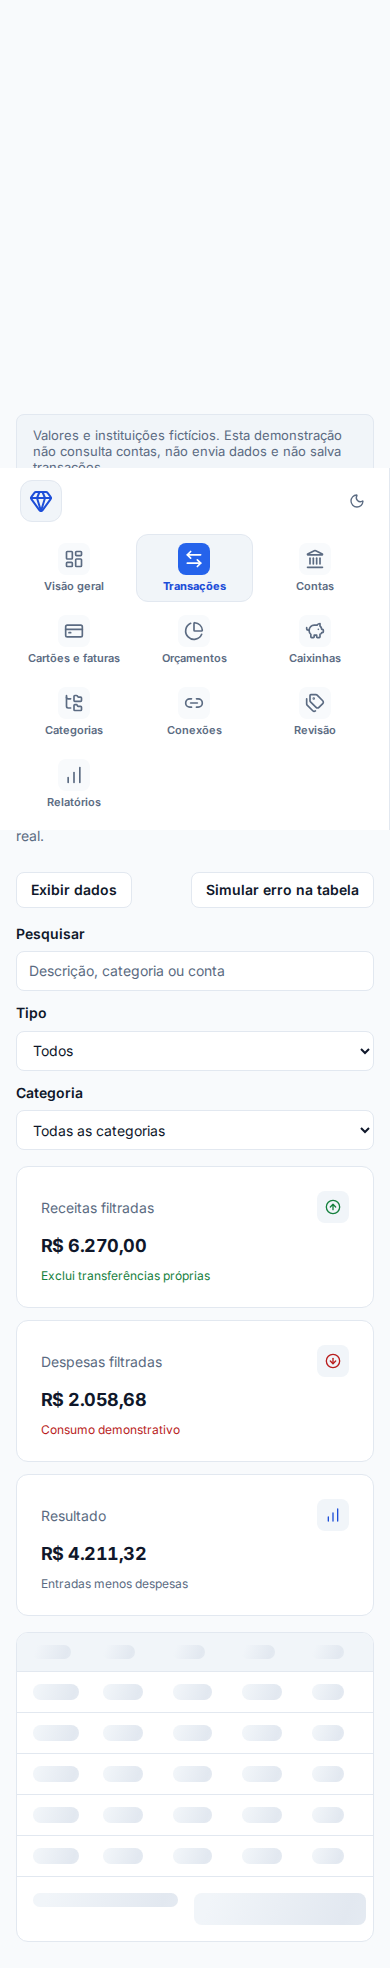 Valores e instituições fictícios. Esta demonstração
não consulta contas, não envia dados e não salva
transações.
Visão geral
Transações
Contas
Cartões e faturas
Orçamentos
Caixinhas
Categorias
Conexões
Revisão
Relatórios
real.
Exibir dados
Simular erro na tabela
Pesquisar
Descrição, categoria ou conta
Tipo
Todos
Categoria
Todas as categorias
Receitas filtradas
R$ 6.270,00
Exclui transferências próprias
Despesas filtradas
R$ 2.058,68
Consumo demonstrativo
Resultado
R$ 4.211,32
Entradas menos despesas